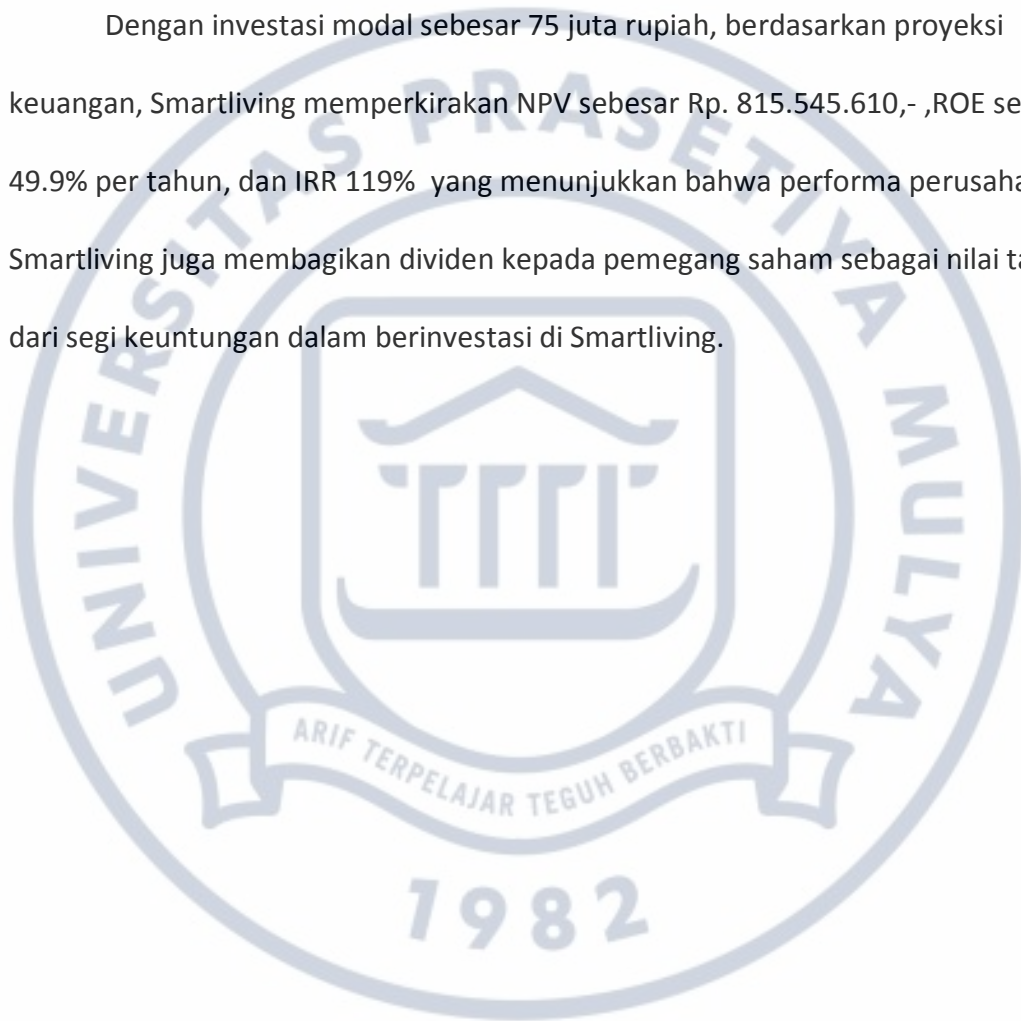 Dengan investasi modal sebesar 75 juta rupiah, berdasarkan proyeksi
keuangan, Smartliving memperkirakan NPV sebesar Rp. 815.545.610,- ,ROE se
49.9% per tahun, dan IRR 119% yang menunjukkan bahwa performa perusaha
Smartliving juga membagikan dividen kepada pemegang saham sebagai nilai ta
dari segi keuntungan dalam berinvestasi di Smartliving.
UNIVERSITAS PRASETIYA MULYA
ARIF TERPELAJAR TEGUH BERBAKTI
1982